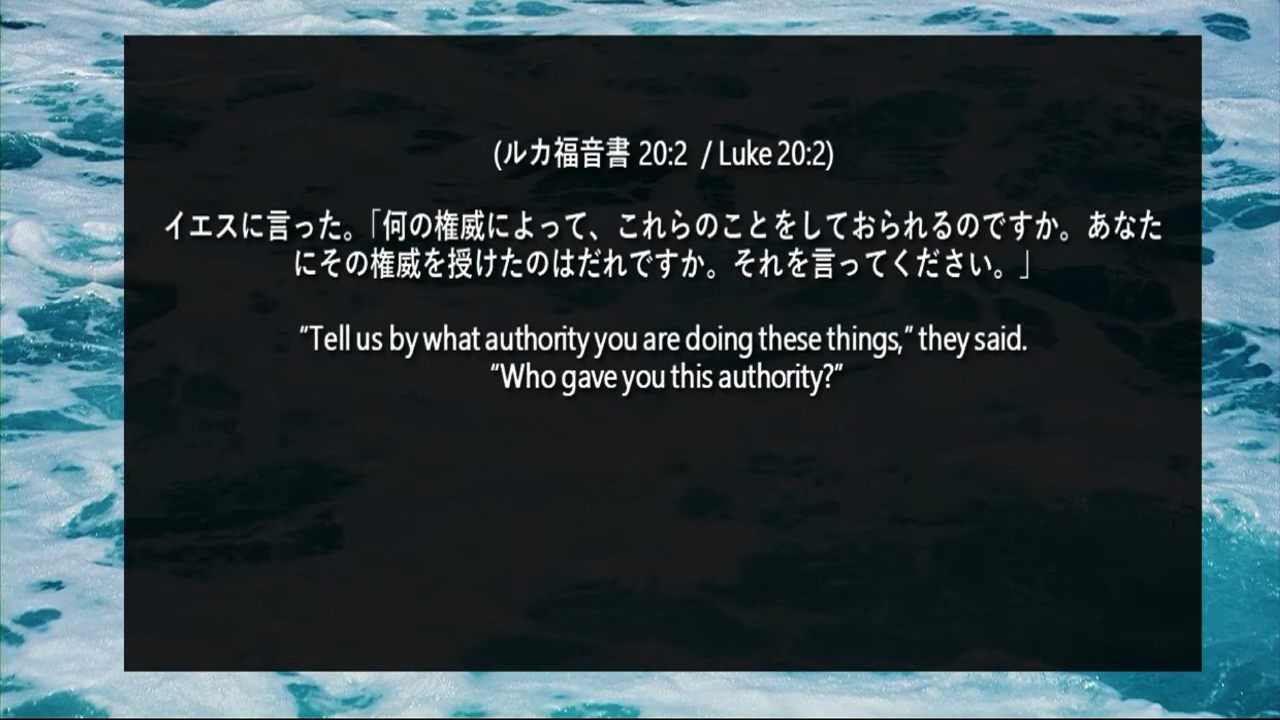 (ルカ福音書 20:2 / Luke 20:2)
イエスに言った。「何の権威によって、これらのことをしておられるのですか。あなた
にその権威を授けたのはだれですか。それを言ってください。」
“Tell us by what authority you are doing these things,” they said.
“Who gave you this authority?”